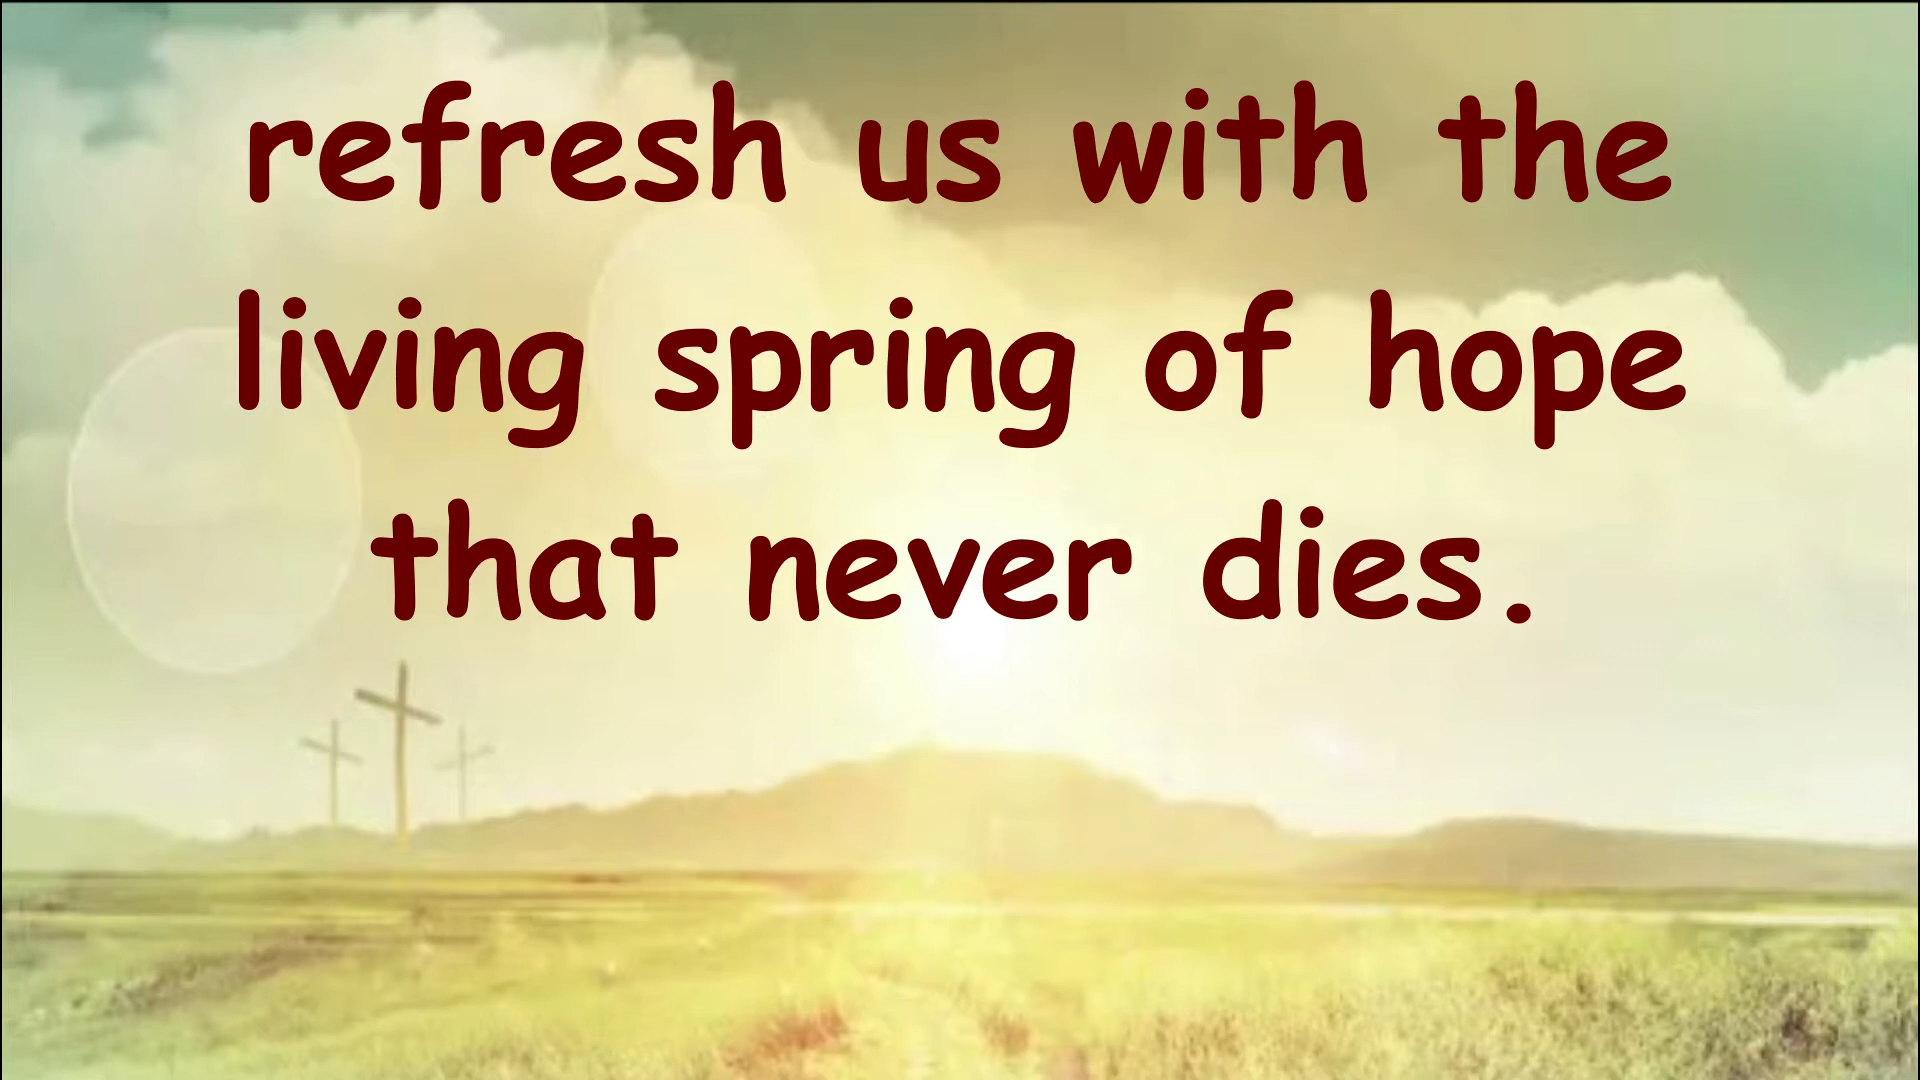 refresh us with the
living spring of hope
that never dies.